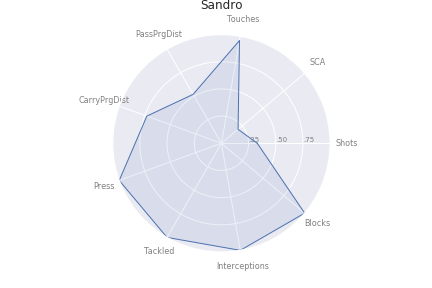 Sandro
Touches
PassPrgDist
SCA
CarryPrgDist
.25 .50 .75
Shots
Press
Blocks
Tackled
Interceptions